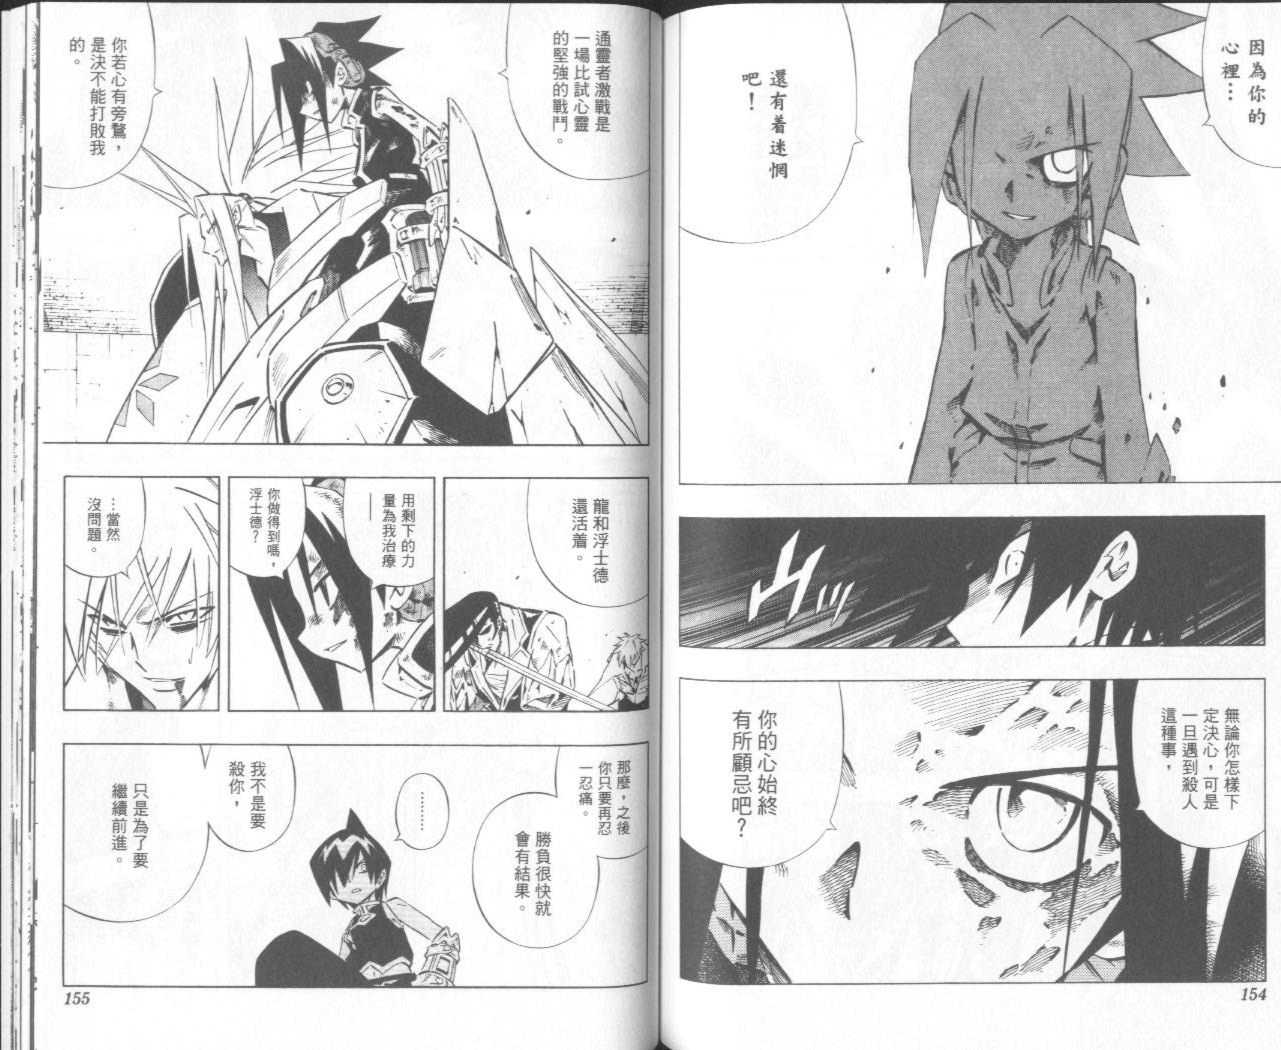 因為你的
心裡…
還有着迷惘
吧！
無論你怎樣下
定決心，可是
一旦遇到殺人
這種事，
你的心始終
有所顧忌吧？
154
通靈者激戰是
一場比試心靈
的堅強的戰鬥。
你若心有旁鶩，
是決不能打敗我
的。
龍和浮士德
還活着。
用剩下的力
量為我治療
——
你做得到嗎，
浮士德？
…當然
沒問題。
那麼，之後
你只要再忍
一忍痛。
勝負很快就
會有結果。
………
我不是要
殺你，
只是為了要
繼續前進。
155